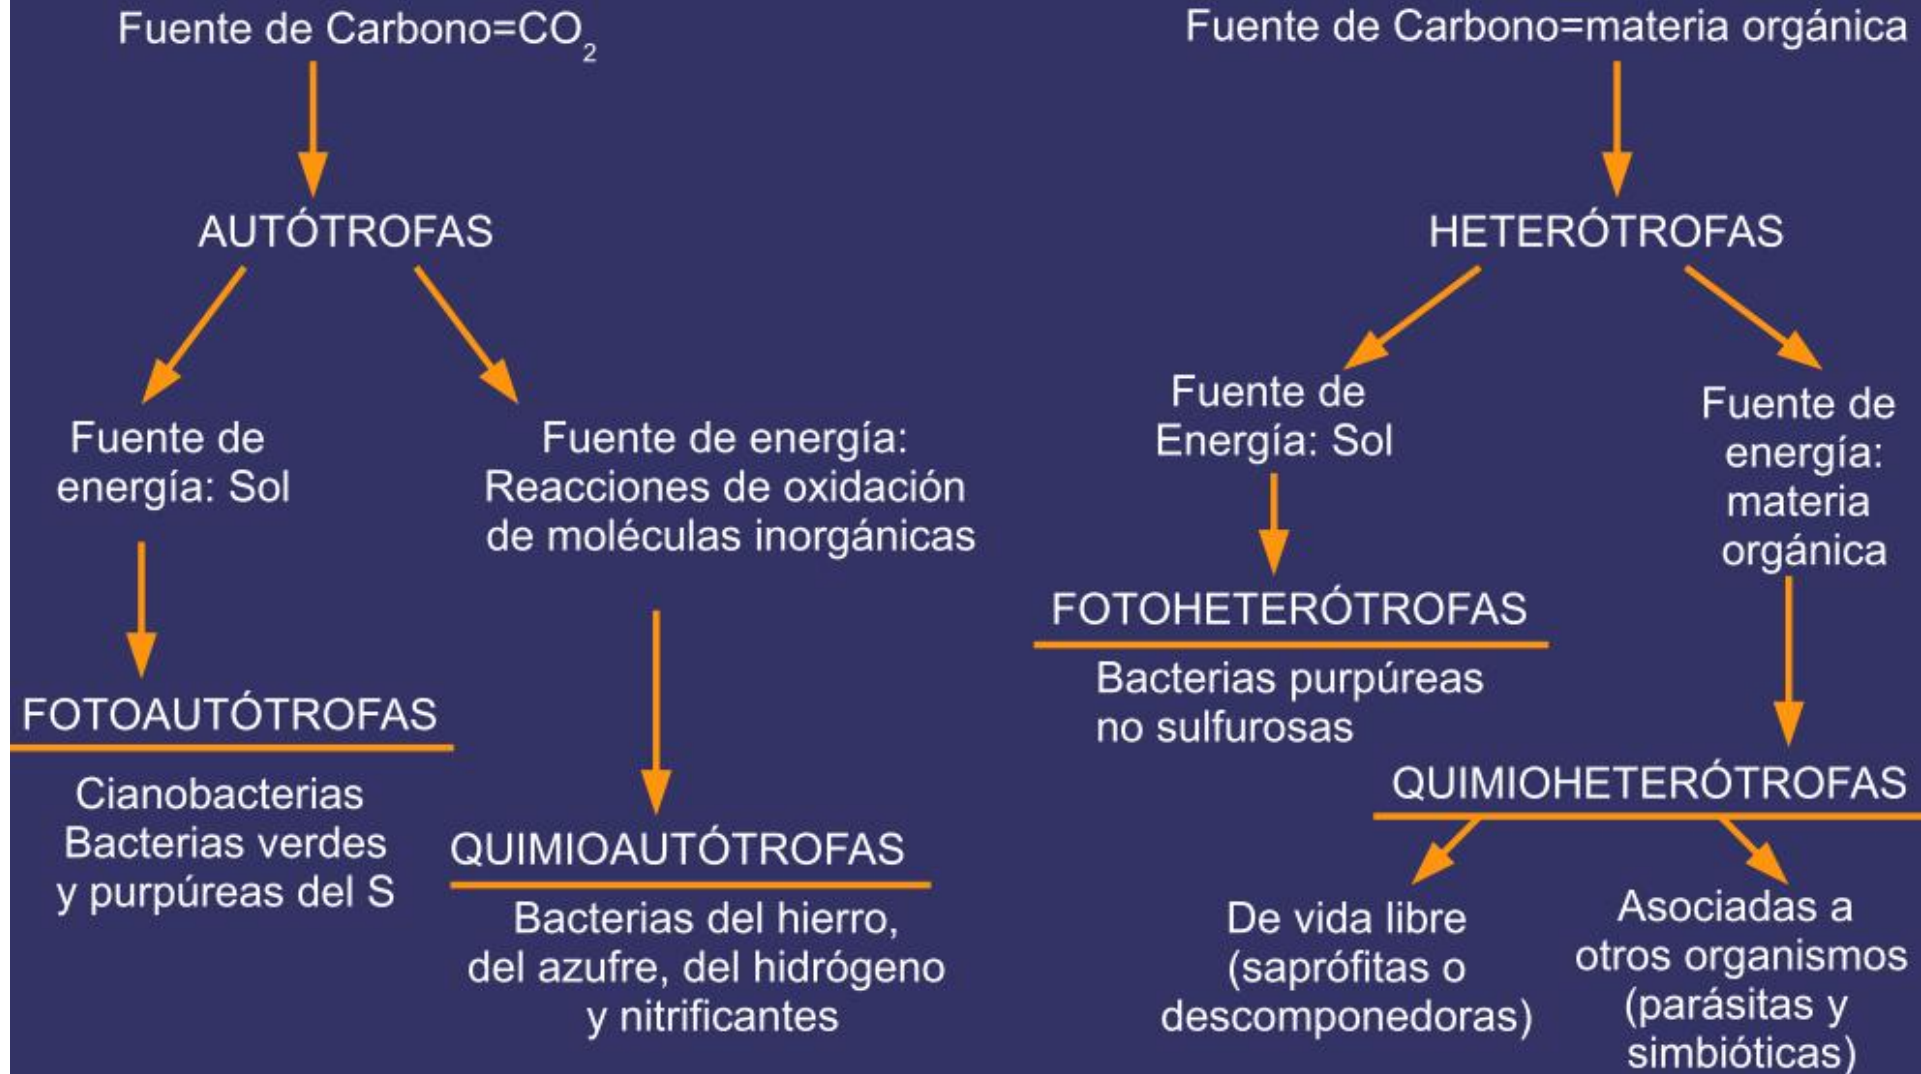 Fuente de Carbono=CO₂
AUTÓTROFAS
Fuente de
energía: Sol
FOTOAUTÓTROFAS
Cianobacterias
Bacterias verdes
y purpúreas del S
Fuente de energía:
Reacciones de oxidación
de moléculas inorgánicas
QUIMIOAUTÓTROFAS
Bacterias del hierro,
del azufre, del hidrógeno
y nitrificantes
Fuente de Carbono=materia orgánica
HETERÓTROFAS
Fuente de
Energía: Sol
FOTOHETERÓTROFAS
Bacterias purpúreas
no sulfurosas
Fuente de
energía:
materia
orgánica
QUIMIOHETERÓTROFAS
De vida libre
(saprófitas o
descomponedoras)
Asociadas a
otros organismos
(parásitas y
simbióticas)